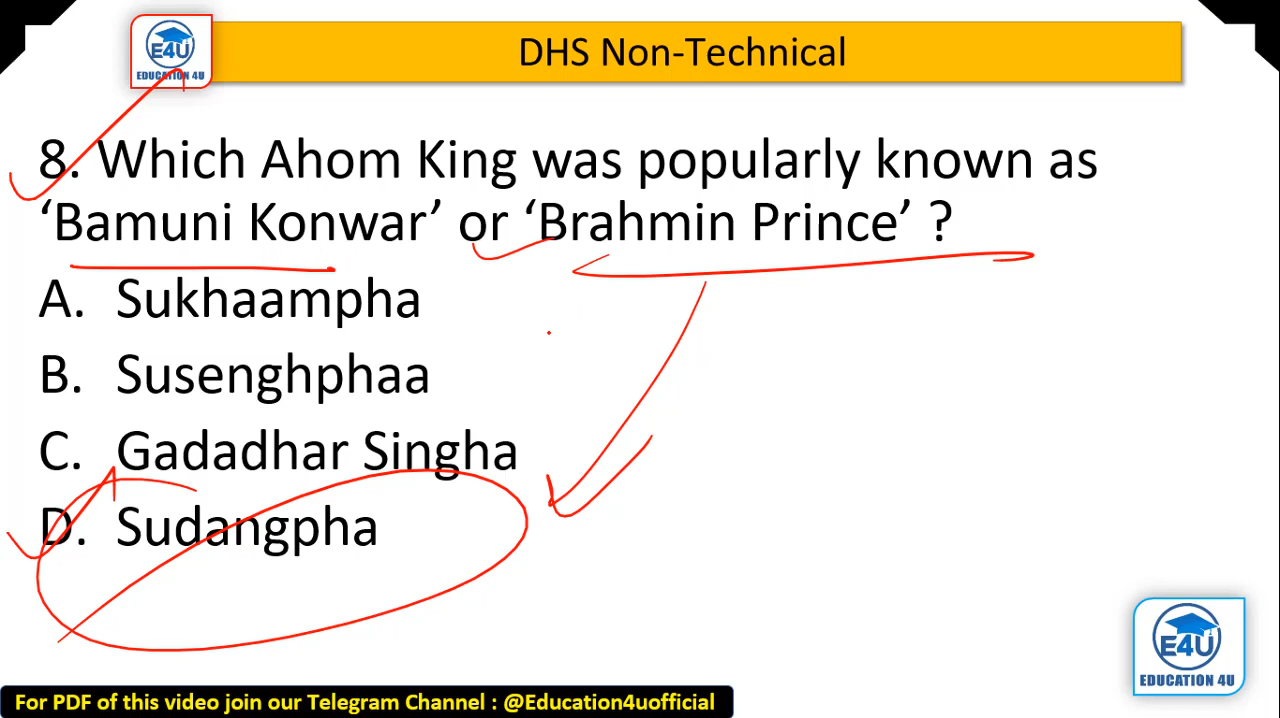 E4U
EDUCATION 4U
DHS Non-Technical
8. Which Ahom King was popularly known as
‘Bamuni Konwar’ or ‘Brahmin Prince’ ?
A. Sukhaampha
B. Susenghphaa
C. Gadadhar Singha
D. Sudangpha
E4U
EDUCATION 4U
For PDF of this video join our Telegram Channel : @Education4uofficial